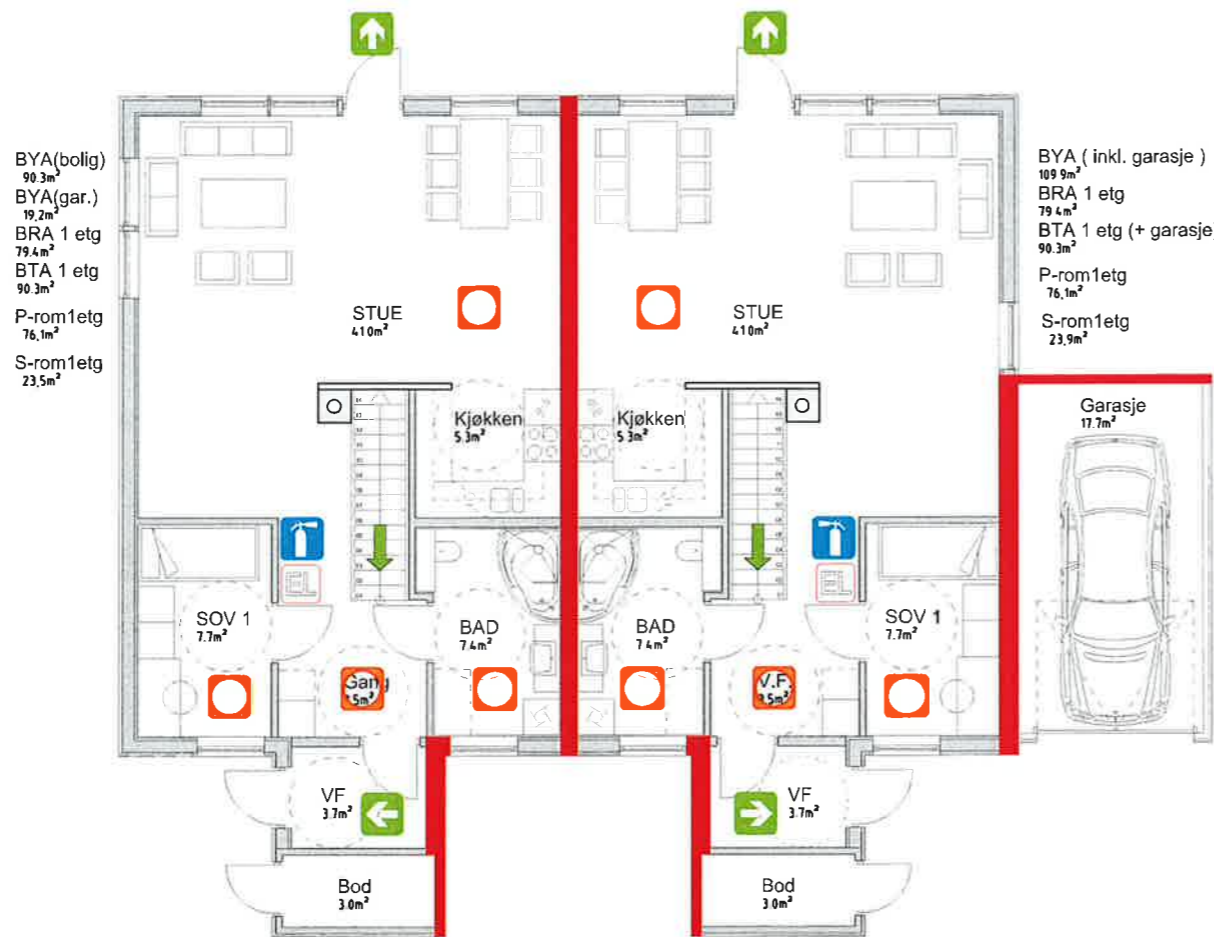 BYA(bolig)
90.3m²
BYA(gar.)
19,2m²
BRA 1 etg
79.4m²
BTA 1 etg
90.3m²
P-rom1etg
76,1m²
S-rom1etg
23,5m²
STUE
41.0m²
STUE
41.0m²
BYA ( inkl. garasje )
109.9m²
BRA 1 etg
79.4m²
BTA 1 etg (+ garasje
90.3m²
P-rom1etg
76,1m²
S-rom1etg
23,9m²
Kjøkken
5.3m²
Kjøkken
5.3m²
Garasje
17.7m²
EL
EL
SOV 1
7.7m²
BAD
7.4m²
BAD
7.4m²
SOV 1
7.7m²
Gang
V.F.
3.5m²
VF
3.7m²
VF
3.7m²
Bod
3.0m²
Bod
3.0m²